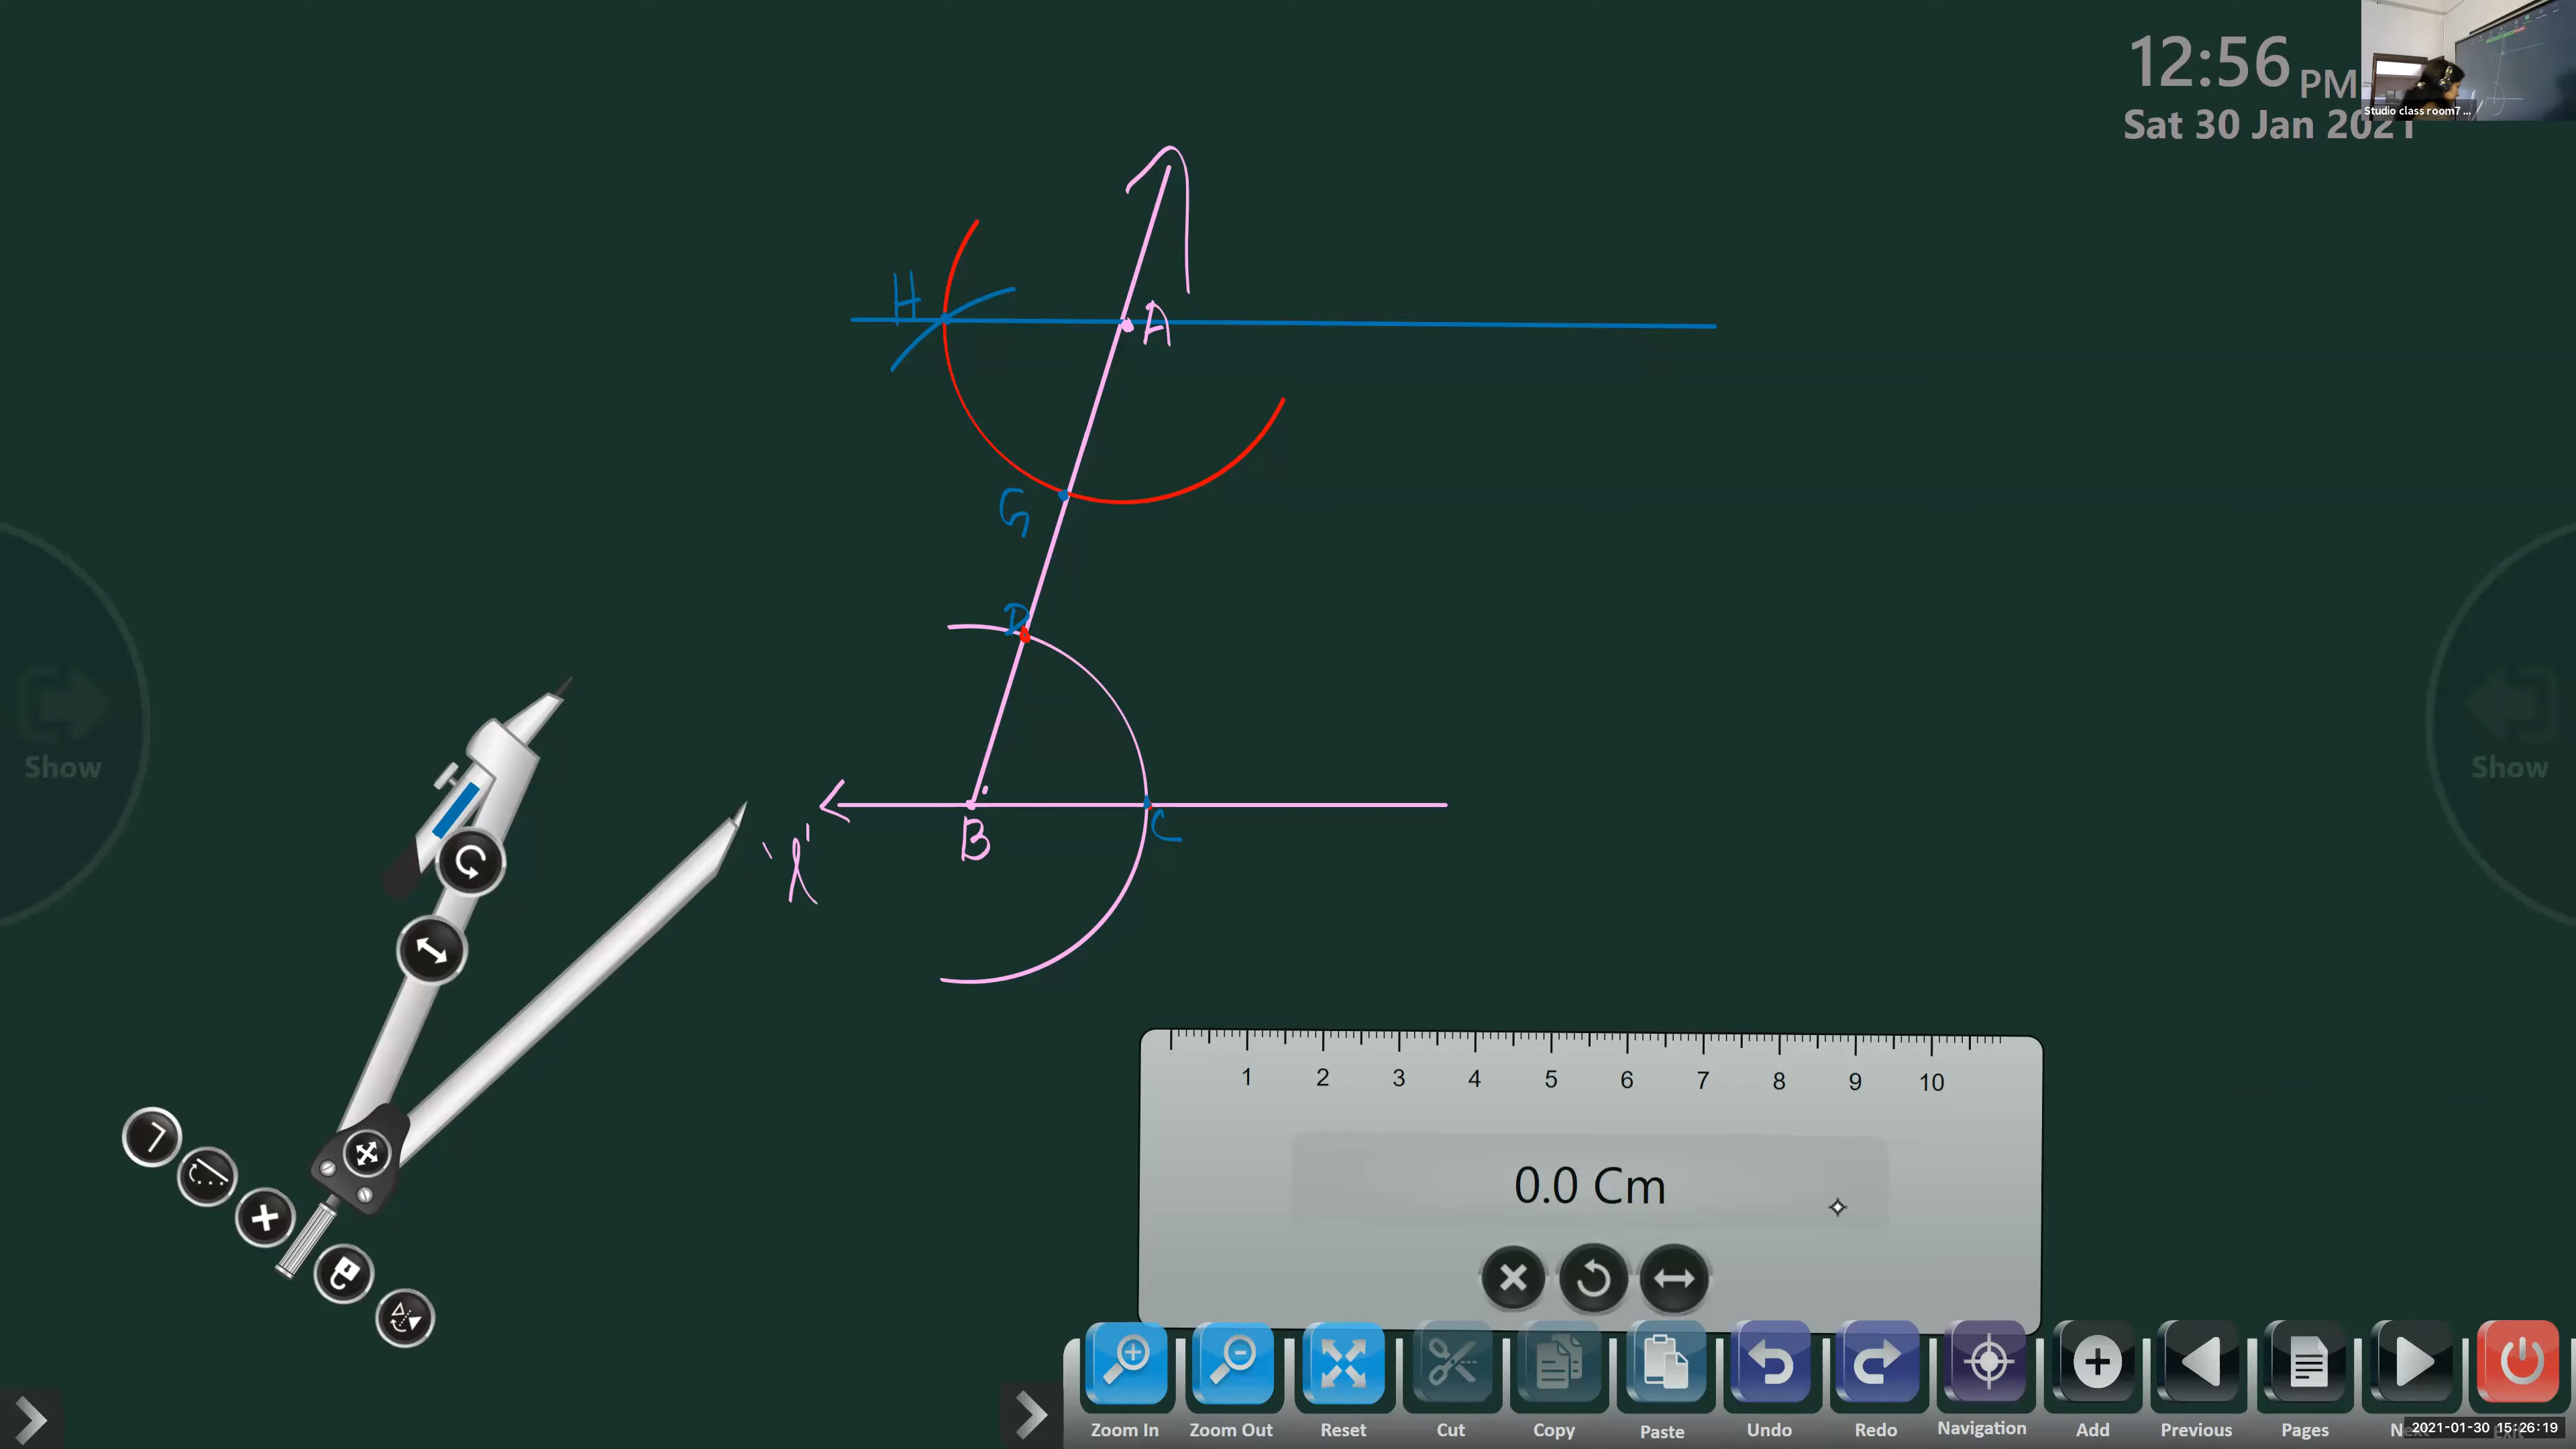 12:56 PM
Sat 30 Jan 2021
Studio class room7 ...
H
A
G
D
Show
Show
B
C
'l'
1 2 3 4 5 6 7 8 9 10
0.0 Cm
Zoom In Zoom Out Reset Cut Copy Paste Undo Redo Navigation Add Previous Pages
2021-01-30 15:26:19